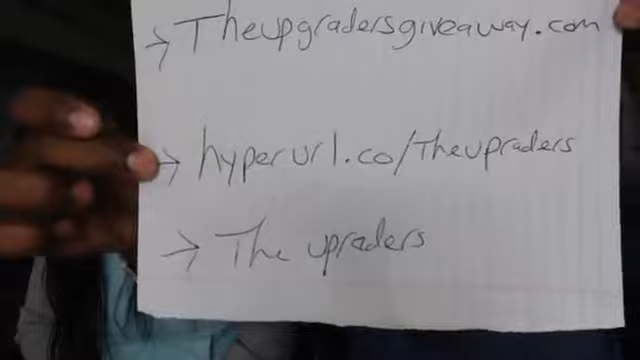 → Theupgradersgiveaway.com
→ hyperurl.co/Theupraders
→ The upraders